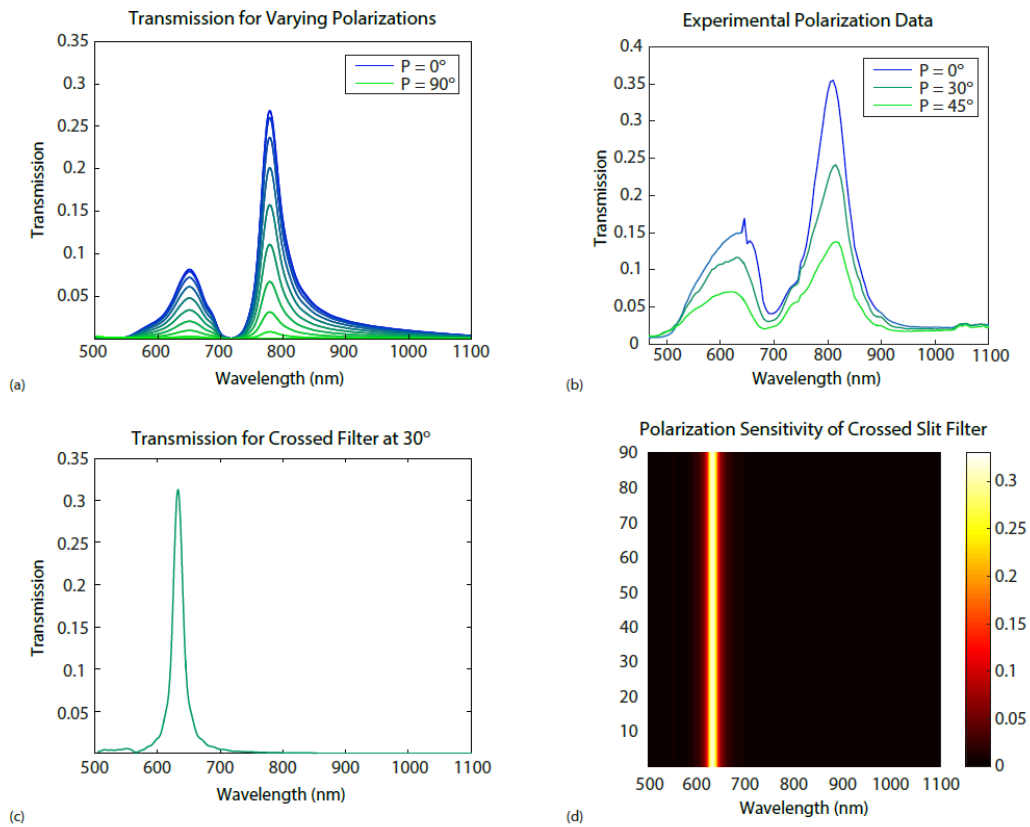 Transmission for Varying Polarizations
0.35
0.3
0.25
0.2
0.15
0.1
0.05
Transmission
P = 0°
P = 90°
500 600 700 800 900 1000 1100
Wavelength (nm)
(a)
Experimental Polarization Data
0.4
0.35
0.3
0.25
0.2
0.15
0.1
0.05
0
Transmission
P = 0°
P = 30°
P = 45°
500 600 700 800 900 1000 1100
Wavelength (nm)
(b)
Transmission for Crossed Filter at 30°
0.35
0.3
0.25
0.2
0.15
0.1
0.05
Transmission
500 600 700 800 900 1000 1100
Wavelength (nm)
(c)
Polarization Sensitivity of Crossed Slit Filter
90
80
70
60
50
40
30
20
10
500 600 700 800 900 1000 1100
Wavelength (nm)
0.3
0.25
0.2
0.15
0.1
0.05
0
(d)